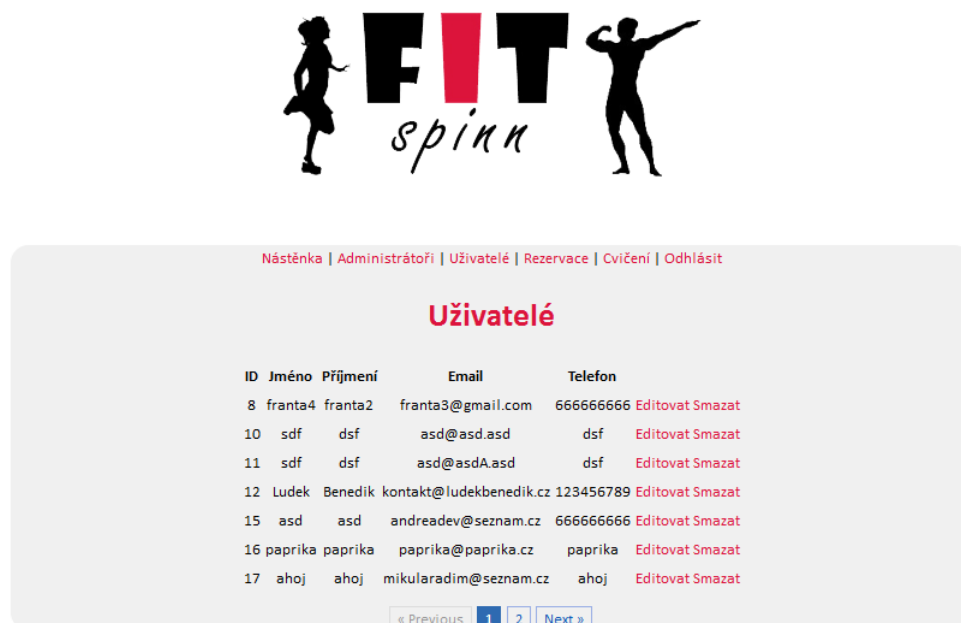 FIT
spinn
Nástěnka | Administrátoři | Uživatelé | Rezervace | Cvičení | Odhlásit
Uživatelé
ID Jméno Příjmení Email Telefon
8 franta4 franta2 franta3@gmail.com 666666666 Editovat Smazat
10 sdf dsf asd@asd.asd dsf Editovat Smazat
11 sdf dsf asd@asdA.asd dsf Editovat Smazat
12 Ludek Benedik kontakt@ludekbenedik.cz 123456789 Editovat Smazat
15 asd asd andreadev@seznam.cz 666666666 Editovat Smazat
16 paprika paprika paprika@paprika.cz paprika Editovat Smazat
17 ahoj ahoj mikularadim@seznam.cz ahoj Editovat Smazat
« Previous 1 2 Next »